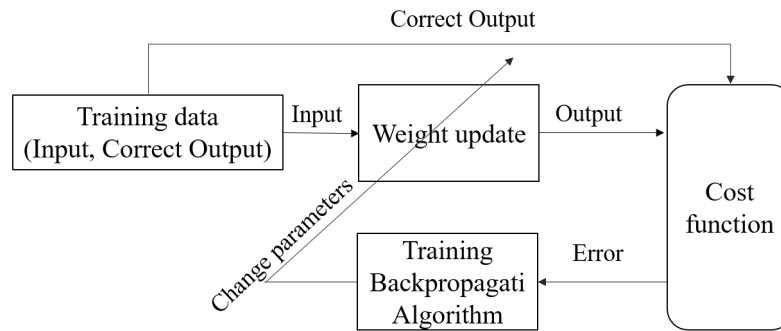 Correct Output
Training data
(Input, Correct Output)
Input
Weight update
Output
Cost
function
Change parameters
Training
Backpropagati
Algorithm
Error